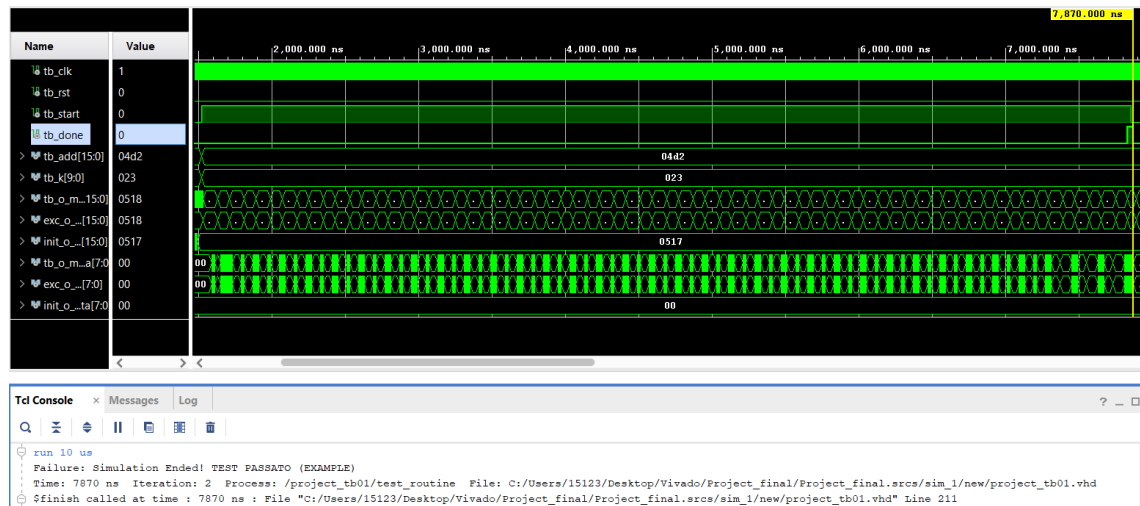 7,870.000 ns
Name Value
2,000.000 ns 3,000.000 ns 4,000.000 ns 5,000.000 ns 6,000.000 ns 7,000.000 ns
tb_clk 1
tb_rst 0
tb_start 0
tb_done 0
tb_add[15:0] 04d2 04d2
tb_k[9:0] 023 023
tb_o_m...15:0] 0518
exc_o_...[15:0] 0518
init_o_...[15:0] 0517 0517
tb_o_m...a[7:0 00 00
exc_o_...[7:0] 00 00
init_o_...ta[7:0 00 00
Tcl Console × Messages Log
? _
run 10 us
Failure: Simulation Ended! TEST PASSATO (EXAMPLE)
Time: 7870 ns Iteration: 2 Process: /project_tb01/test_routine File: C:/Users/15123/Desktop/Vivado/Project_final/Project_final.srcs/sim_1/new/project_tb01.vhd
$finish called at time : 7870 ns : File "C:/Users/15123/Desktop/Vivado/Project_final/Project_final.srcs/sim_1/new/project_tb01.vhd" Line 211